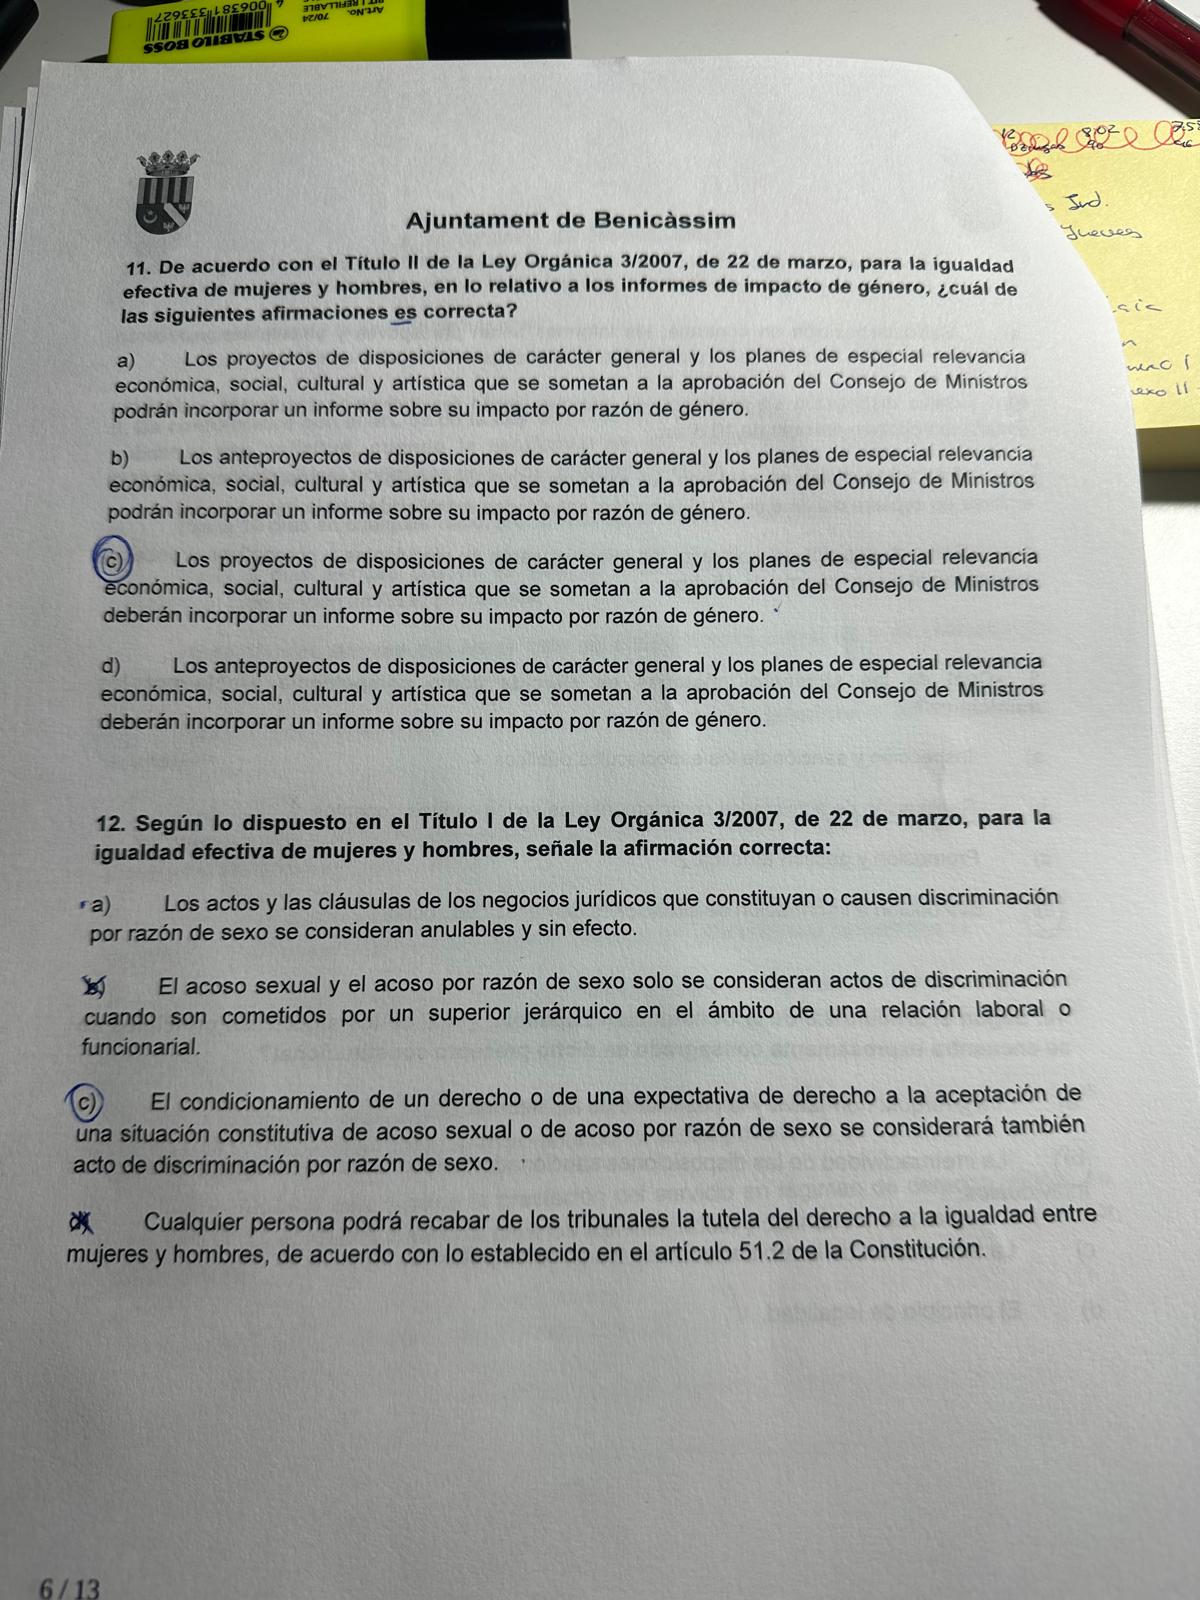 STABILO BOSS
006381 333627
Art.No. 70/24
Ajuntament de Benicàssim
11. De acuerdo con el Título II de la Ley Orgánica 3/2007, de 22 de marzo, para la igualdad
efectiva de mujeres y hombres, en lo relativo a los informes de impacto de género, ¿cuál de
las siguientes afirmaciones es correcta?
a) Los proyectos de disposiciones de carácter general y los planes de especial relevancia
económica, social, cultural y artística que se sometan a la aprobación del Consejo de Ministros
podrán incorporar un informe sobre su impacto por razón de género.
b) Los anteproyectos de disposiciones de carácter general y los planes de especial relevancia
económica, social, cultural y artística que se sometan a la aprobación del Consejo de Ministros
podrán incorporar un informe sobre su impacto por razón de género.
c) Los proyectos de disposiciones de carácter general y los planes de especial relevancia
económica, social, cultural y artística que se sometan a la aprobación del Consejo de Ministros
deberán incorporar un informe sobre su impacto por razón de género.
d) Los anteproyectos de disposiciones de carácter general y los planes de especial relevancia
económica, social, cultural y artística que se sometan a la aprobación del Consejo de Ministros
deberán incorporar un informe sobre su impacto por razón de género.
12. Según lo dispuesto en el Título I de la Ley Orgánica 3/2007, de 22 de marzo, para la
igualdad efectiva de mujeres y hombres, señale la afirmación correcta:
a) Los actos y las cláusulas de los negocios jurídicos que constituyan o causen discriminación
por razón de sexo se consideran anulables y sin efecto.
b) El acoso sexual y el acoso por razón de sexo solo se consideran actos de discriminación
cuando son cometidos por un superior jerárquico en el ámbito de una relación laboral o
funcionarial.
c) El condicionamiento de un derecho o de una expectativa de derecho a la aceptación de
una situación constitutiva de acoso sexual o de acoso por razón de sexo se considerará también
acto de discriminación por razón de sexo.
d) Cualquier persona podrá recabar de los tribunales la tutela del derecho a la igualdad entre
mujeres y hombres, de acuerdo con lo establecido en el artículo 51.2 de la Constitución.
6 / 13
8:02
Jueves